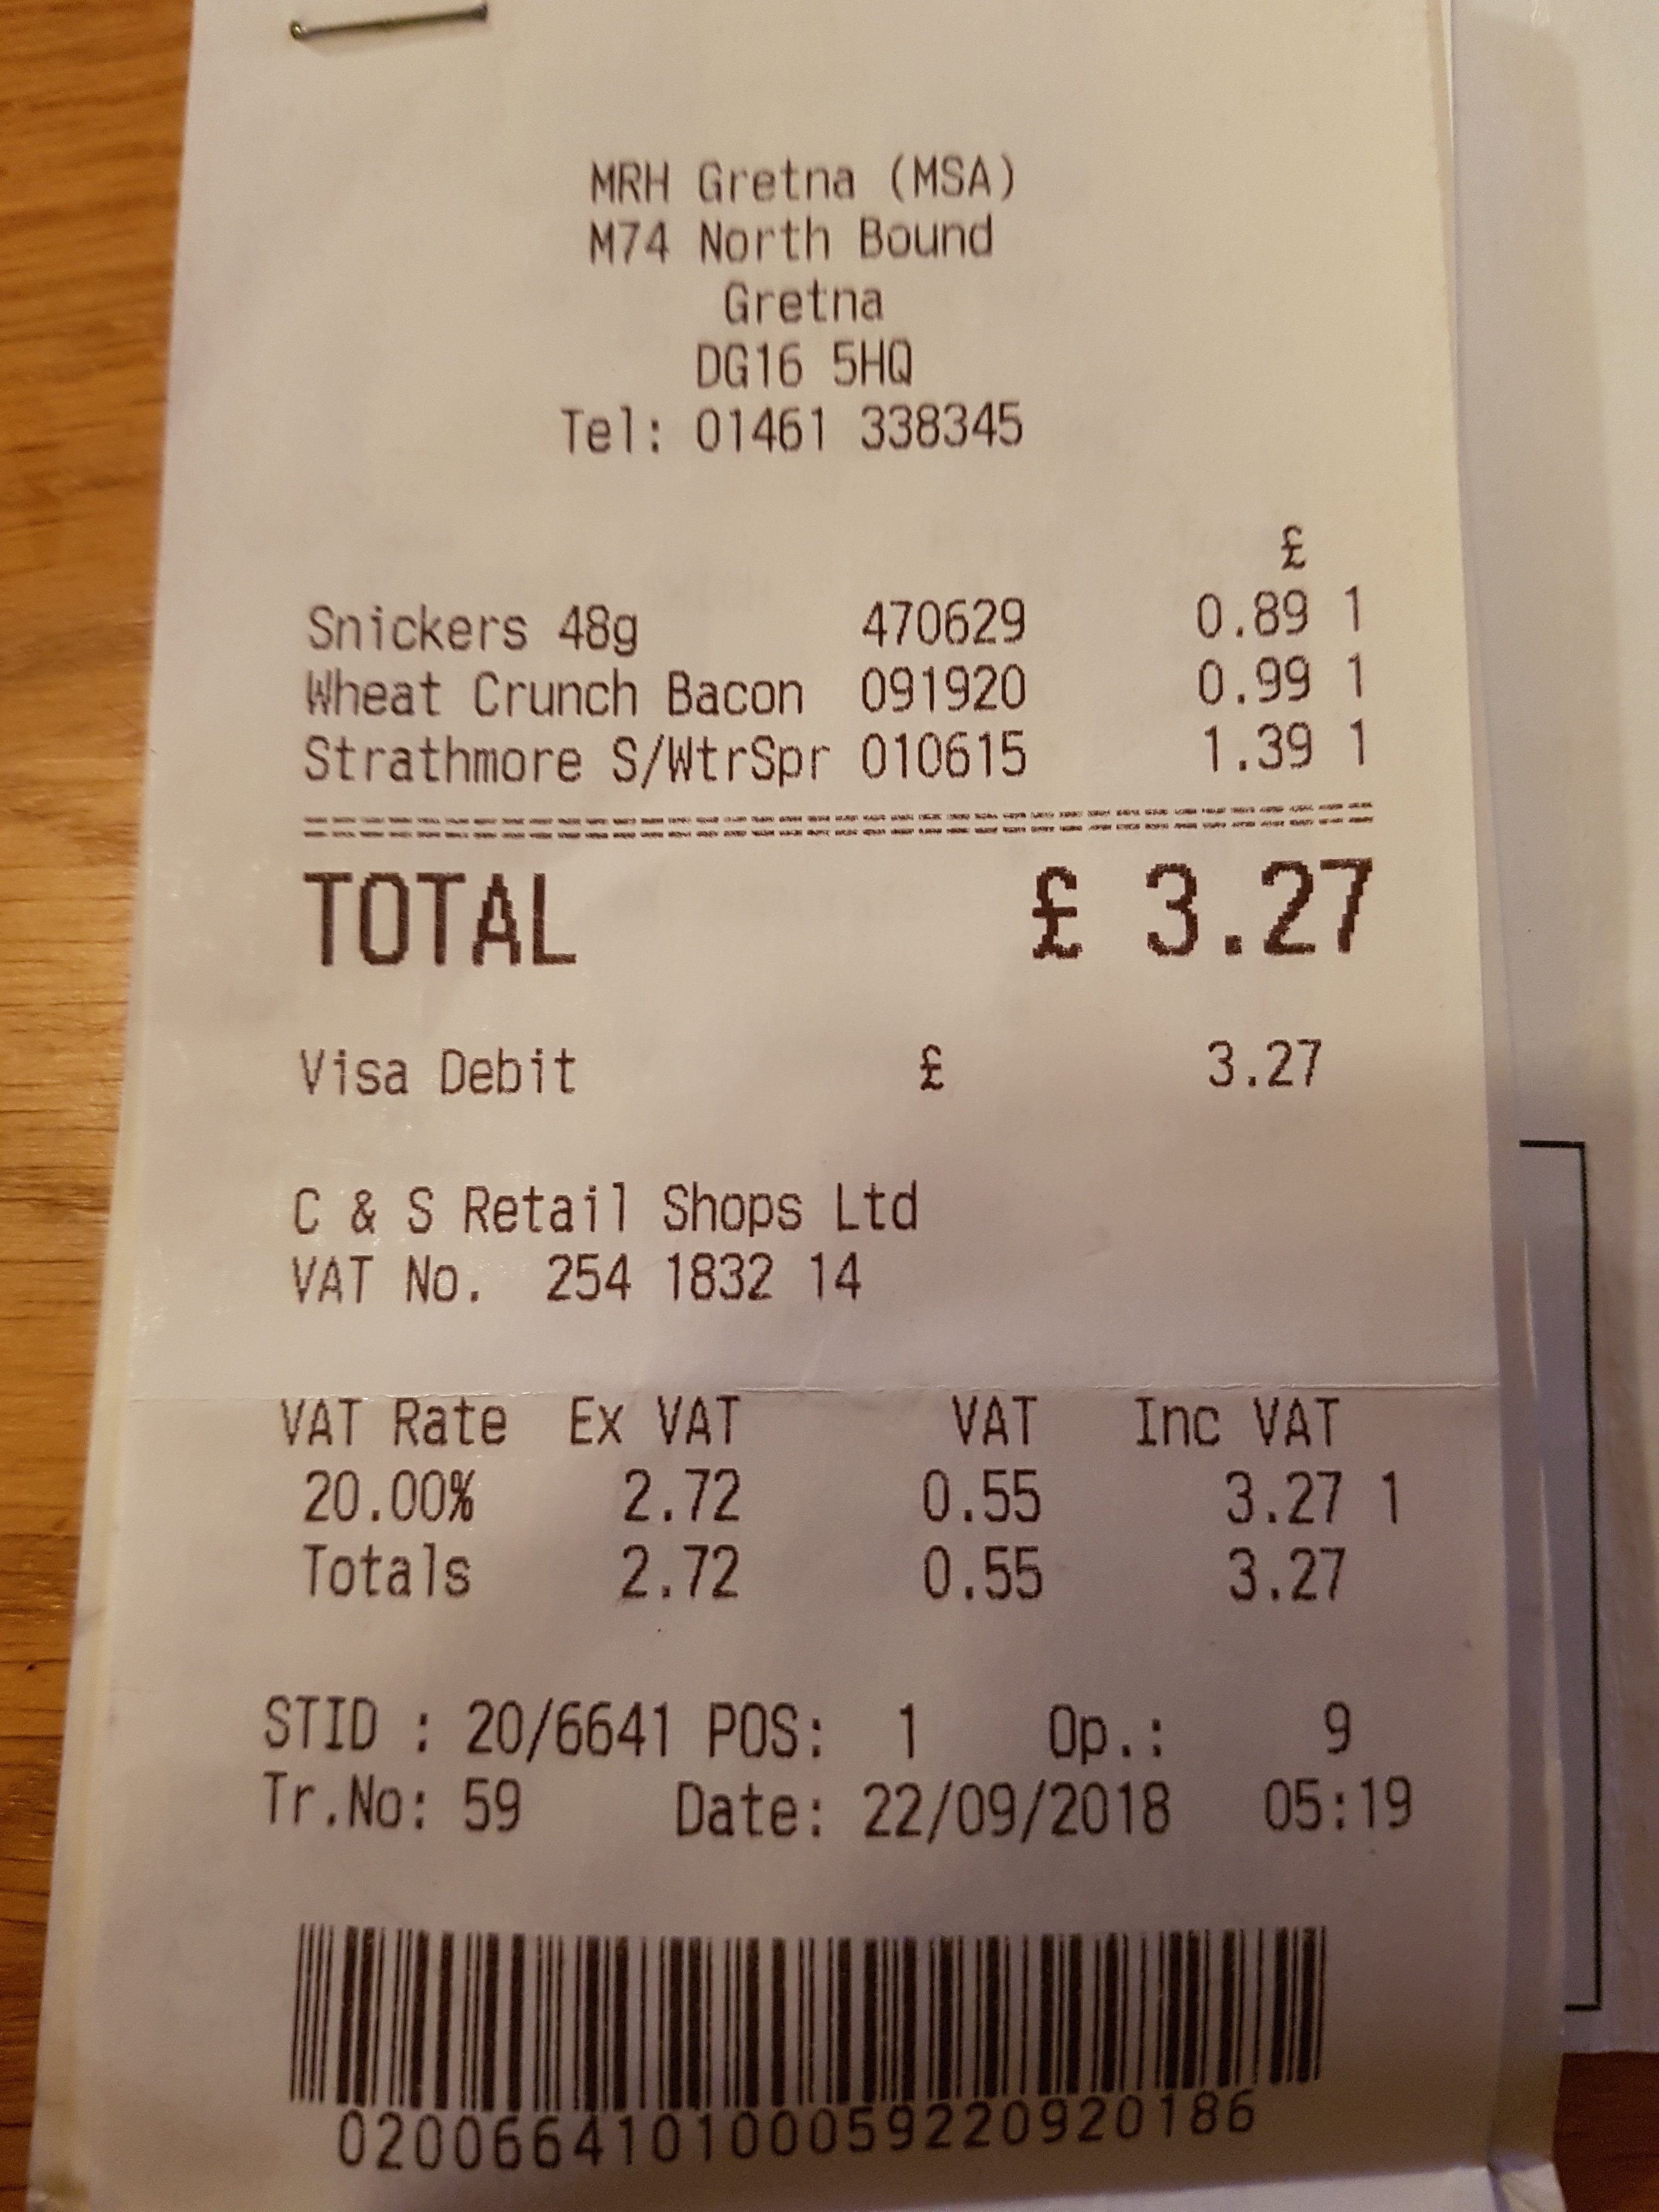 MRH Gretna (MSA)
M74 North Bound
Gretna
DG16 5HQ
Tel: 01461 338345
£
Snickers 48g 470629 0.89 1
Wheat Crunch Bacon 091920 0.99 1
Strathmore S/WtrSpr 010615 1.39 1
TOTAL £ 3.27
Visa Debit £ 3.27
C & S Retail Shops Ltd
VAT No. 254 1832 14
VAT Rate Ex VAT VAT Inc VAT
20.00% 2.72 0.55 3.27 1
Totals 2.72 0.55 3.27
STID : 20/6641 POS: 1 Op.: 9
Tr.No: 59 Date: 22/09/2018 05:19
020066410100059220920186